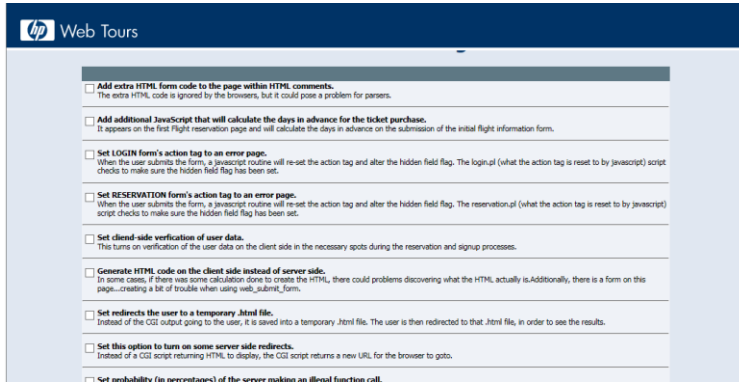 hp Web Tours
Add extra HTML form code to the page within HTML comments.
The extra HTML code is ignored by the browsers, but it could pose a problem for parsers.
Add additional JavaScript that will calculate the days in advance for the ticket purchase.
It appears on the first Flight reservation page and will calculate the days in advance on the submission of the initial flight information form.
Set LOGIN form's action tag to an error page.
When the user submits the form, a javascript routine will re-set the action tag and alter the hidden field flag. The login.pl (what the action tag is reset to by javascript) script
checks to make sure the hidden field flag has been set.
Set RESERVATION form's action tag to an error page.
When the user submits the form, a javascript routine will re-set the action tag and alter the hidden field flag. The reservation.pl (what the action tag is reset to by javascript)
script checks to make sure the hidden field flag has been set.
Set cliend-side verfication of user data.
This turns on verification of the user data on the client side in the necessary spots during the reservation and signup processes.
Generate HTML code on the client side instead of server side.
In some cases, if there was some calculation done to create the HTML, there could problems discovering what the HTML actually is.Additionally, there is a form on this
page...creating a bit of trouble when using web_submit_form.
Set redirects the user to a temporary .html file.
Instead of the CGI output going to the user, it is saved into a temporary .html file. The user is then redirected to that .html file, in order to see the results.
Set this option to turn on some server side redirects.
Instead of a CGI script returning HTML to display, the CGI script returns a new URL for the browser to goto.
Set probability (in percentages) of the server making an illegal function call.